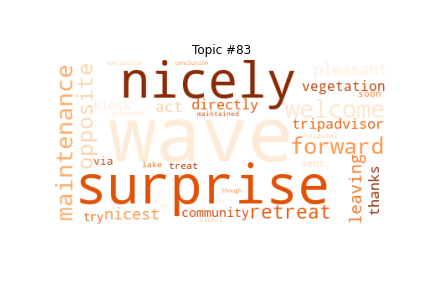 Topic #83
permission conclusion
nicely
pleasant
opposite
maintenance
vegetation
soon
kiosk
act
directly
welcome
maintained
wave
tripadvisor
hospital
forward
via
lake
treat
sent
surprise
leaving
thanks
though
try
nicest
community
retreat